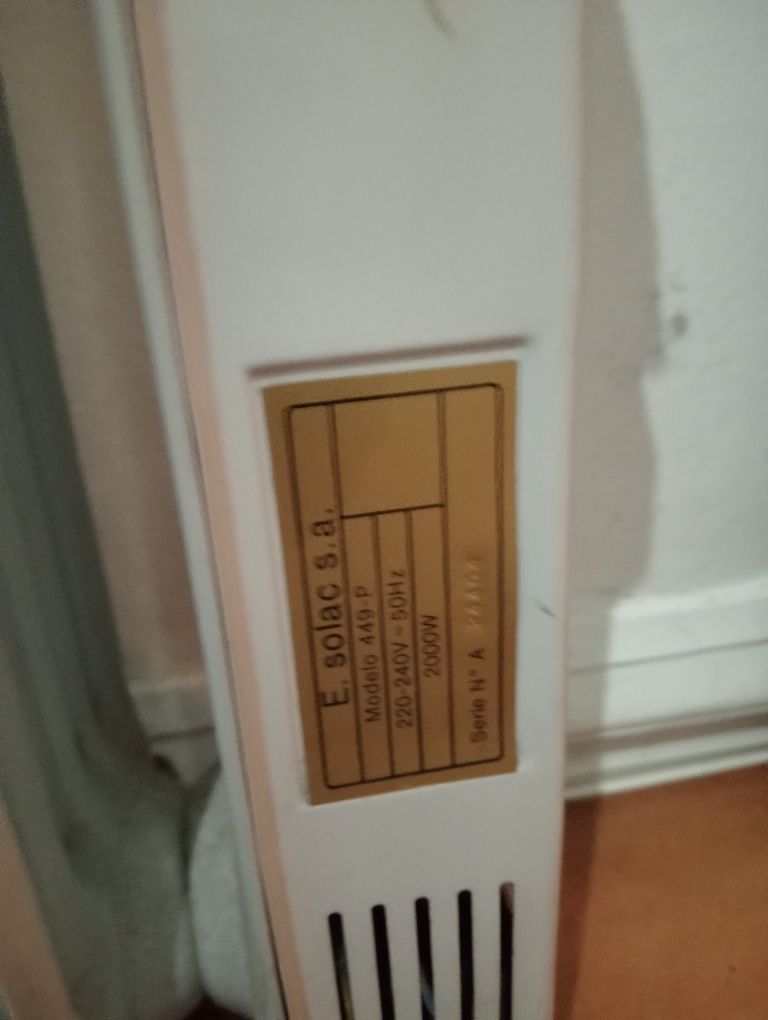 E. solac s.a.
Modelo 449-P
220-240V ~ 50Hz
2000W
Serie Nº A